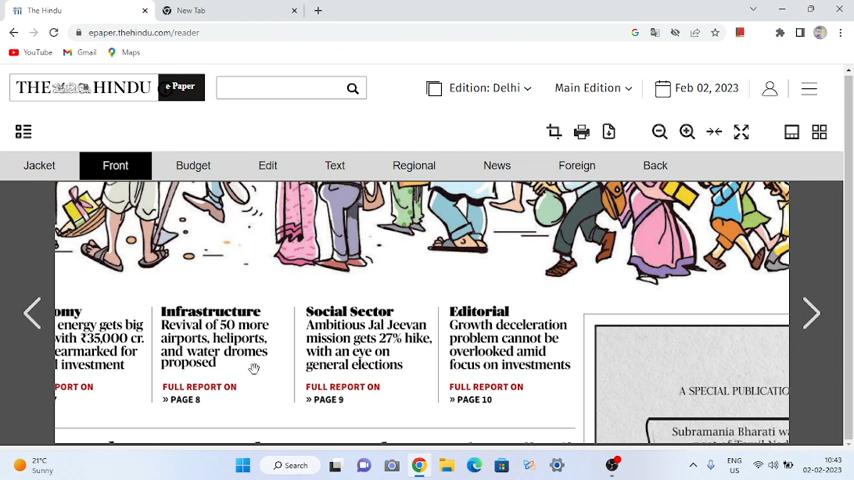 The Hindu
New Tab
epaper.thehindu.com/reader
YouTube
Gmail
Maps
THE HINDU
e Paper
Edition: Delhi
Main Edition
Feb 02, 2023
Jacket
Front
Budget
Edit
Text
Regional
News
Foreign
Back
omy
energy gets big
with ₹35,000 cr.
earmarked for
l investment
PORT ON
Infrastructure
Revival of 50 more
airports, heliports,
and water dromes
proposed
FULL REPORT ON
» PAGE 8
Social Sector
Ambitious Jal Jeevan
mission gets 27% hike,
with an eye on
general elections
FULL REPORT ON
» PAGE 9
Editorial
Growth deceleration
problem cannot be
overlooked amid
focus on investments
FULL REPORT ON
» PAGE 10
A SPECIAL PUBLICATIO
Subramania Bharati wa
21°C
Sunny
Search
ENG
US
10:43
02-02-2023